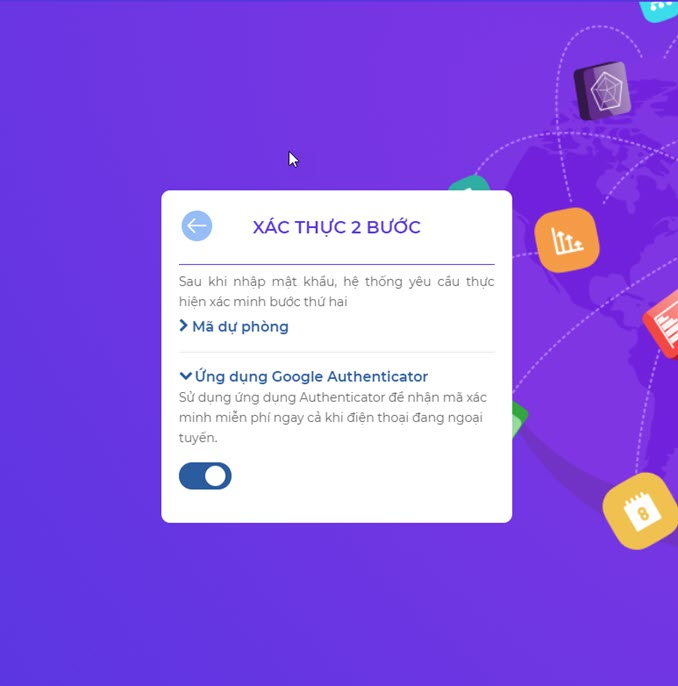 XÁC THỰC 2 BƯỚC
Sau khi nhập mật khẩu, hệ thống yêu cầu thực
hiện xác minh bước thứ hai
Mã dự phòng
Ứng dụng Google Authenticator
Sử dụng ứng dụng Authenticator để nhận mã xác
minh miễn phí ngay cả khi điện thoại đang ngoại
tuyến.
8